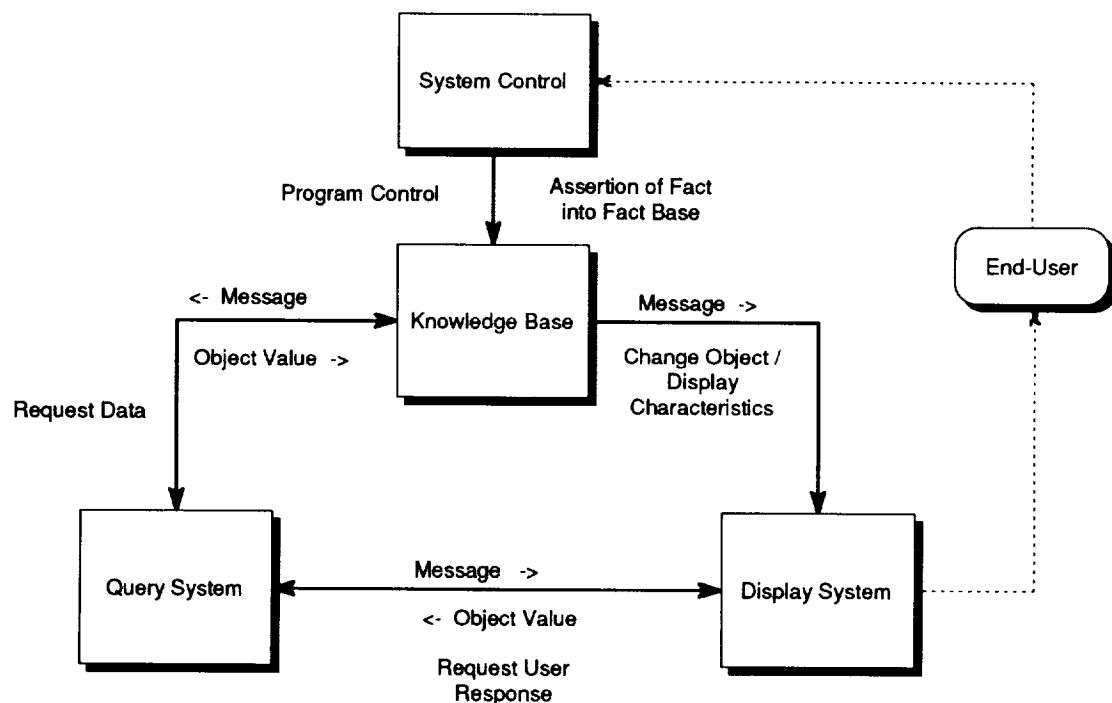 System Control
Program Control
Assertion of Fact
into Fact Base
End-User
<- Message
Message ->
Knowledge Base
Object Value ->
Change Object /
Display
Characteristics
Request Data
Query System
Message ->
Display System
<- Object Value
Request User
Response